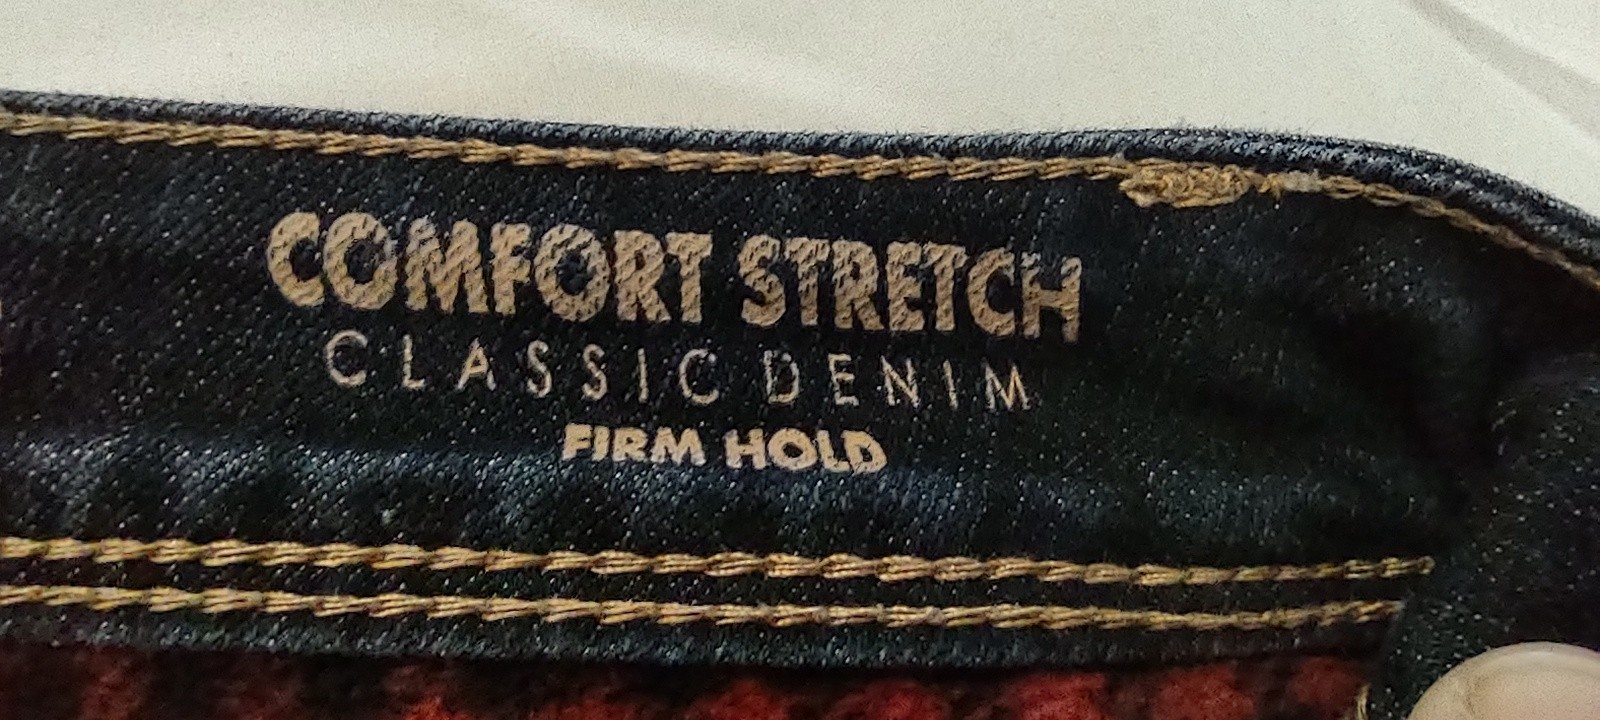 COMFORT STRETCH
CLASSIC DENIM
FIRM HOLD